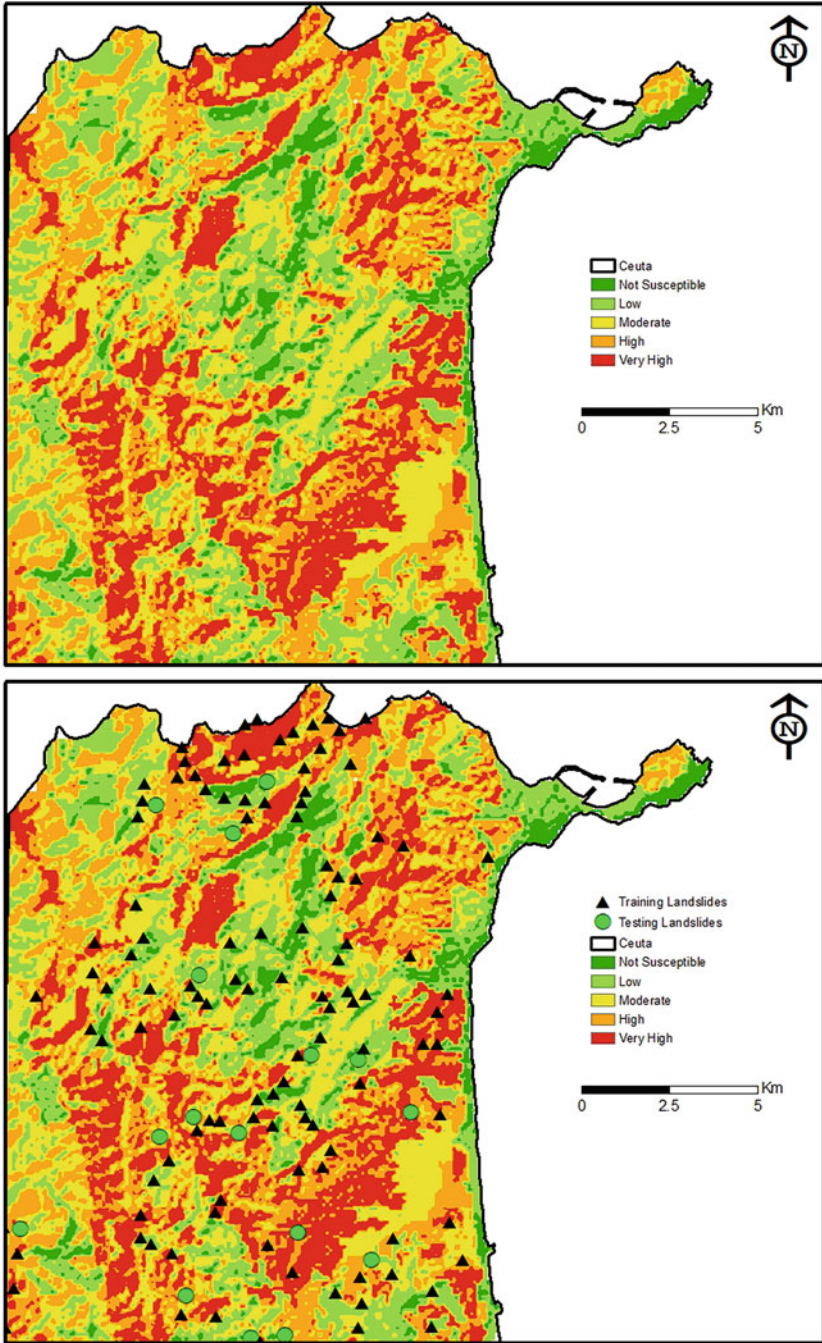 N
Ceuta
Not Susceptible
Low
Moderate
High
Very High
Km
0 2.5 5
N
Training Landslides
Testing Landslides
Ceuta
Not Susceptible
Low
Moderate
High
Very High
Km
0 2.5 5